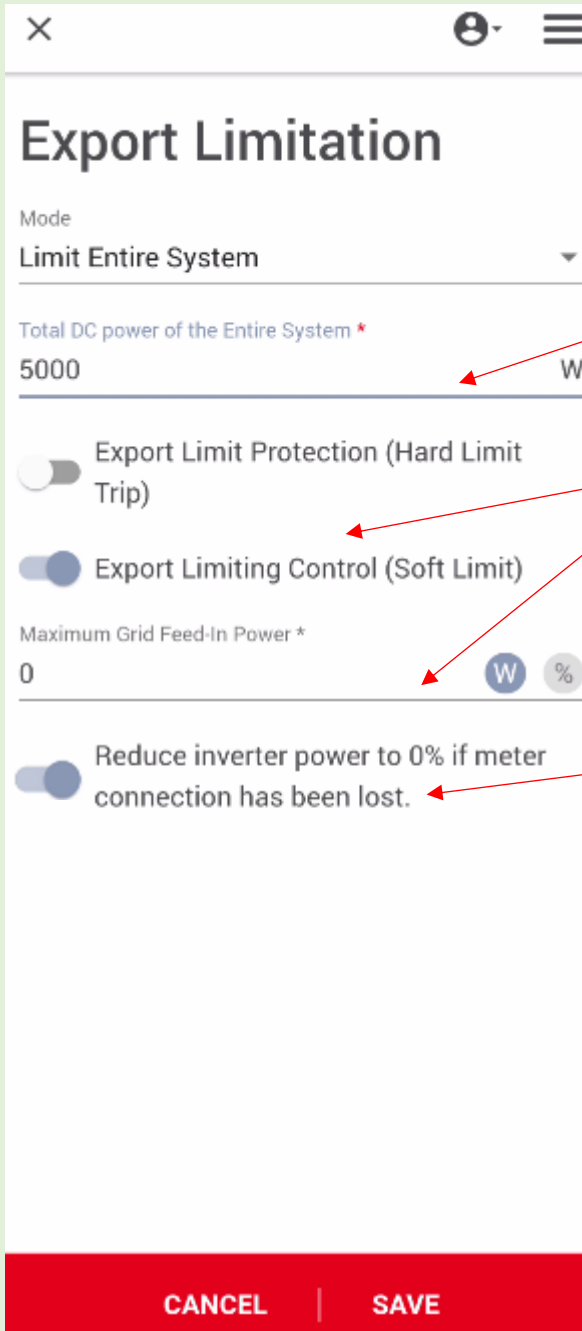 Export Limitation
Mode
Limit Entire System
Total DC power of the Entire System *
5000 W
Export Limit Protection (Hard Limit
Trip)
Export Limiting Control (Soft Limit)
Maximum Grid Feed-In Power *
0 W %
Reduce inverter power to 0% if meter
connection has been lost.
CANCEL | SAVE